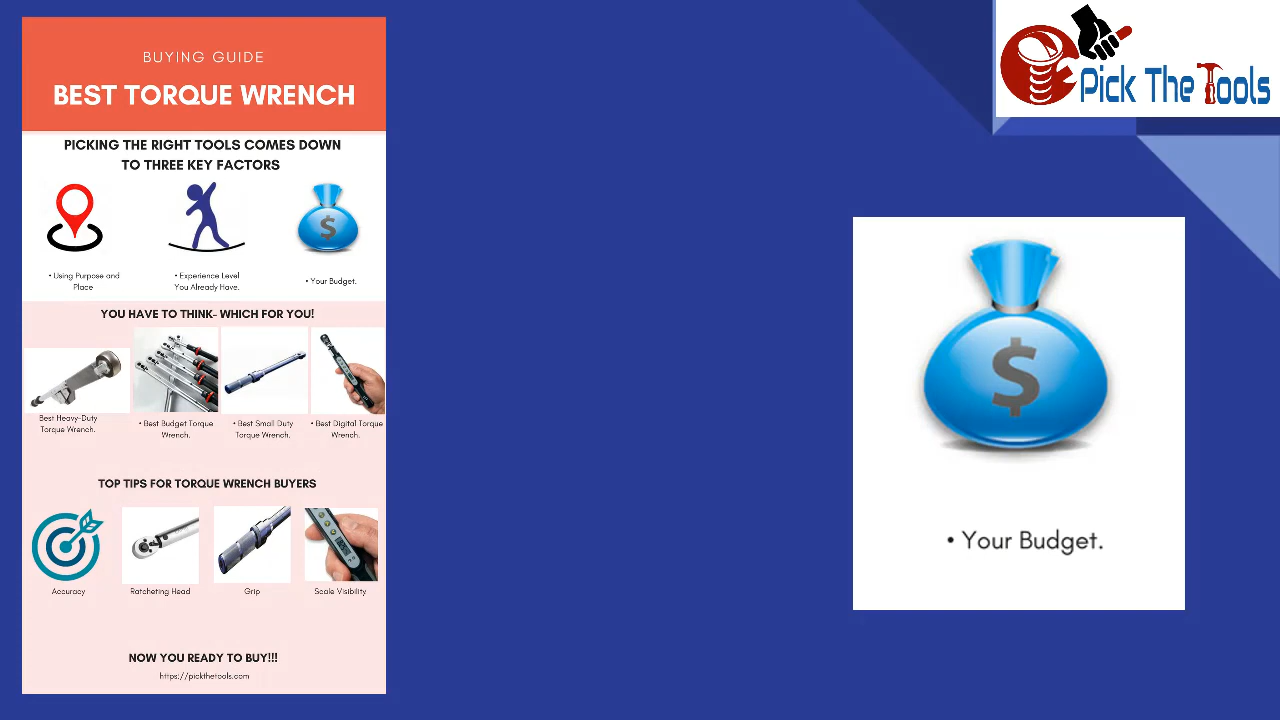 BUYING GUIDE
BEST TORQUE WRENCH
PICKING THE RIGHT TOOLS COMES DOWN
TO THREE KEY FACTORS
$
• Using Purpose and
Place
• Experience Level
You Already Have.
• Your Budget.
YOU HAVE TO THINK- WHICH FOR YOU!
Best Heavy-Duty
Torque Wrench.
• Best Budget Torque
Wrench.
• Best Small Duty
Torque Wrench.
• Best Digital Torque
Wrench.
TOP TIPS FOR TORQUE WRENCH BUYERS
Accuracy
Ratcheting Head
Grip
Scale Visibility
NOW YOU READY TO BUY!!!
https://pickthetools.com
Pick The Tools
$
• Your Budget.